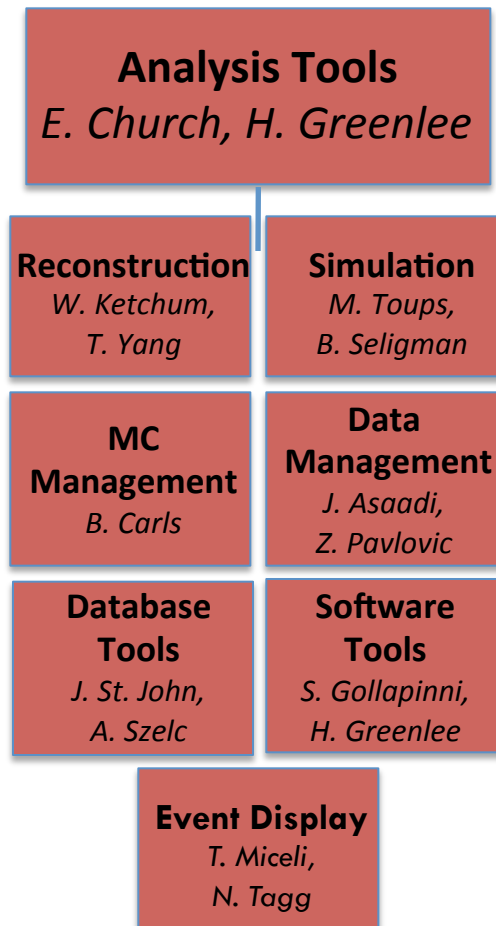 Analysis Tools
E. Church, H. Greenlee
Reconstruction
W. Ketchum,
T. Yang
Simulation
M. Toups,
B. Seligman
MC
Management
B. Carls
Data
Management
J. Asaadi,
Z. Pavlovic
Database
Tools
J. St. John,
A. Szelc
Software
Tools
S. Gollapinni,
H. Greenlee
Event Display
T. Miceli,
N. Tagg